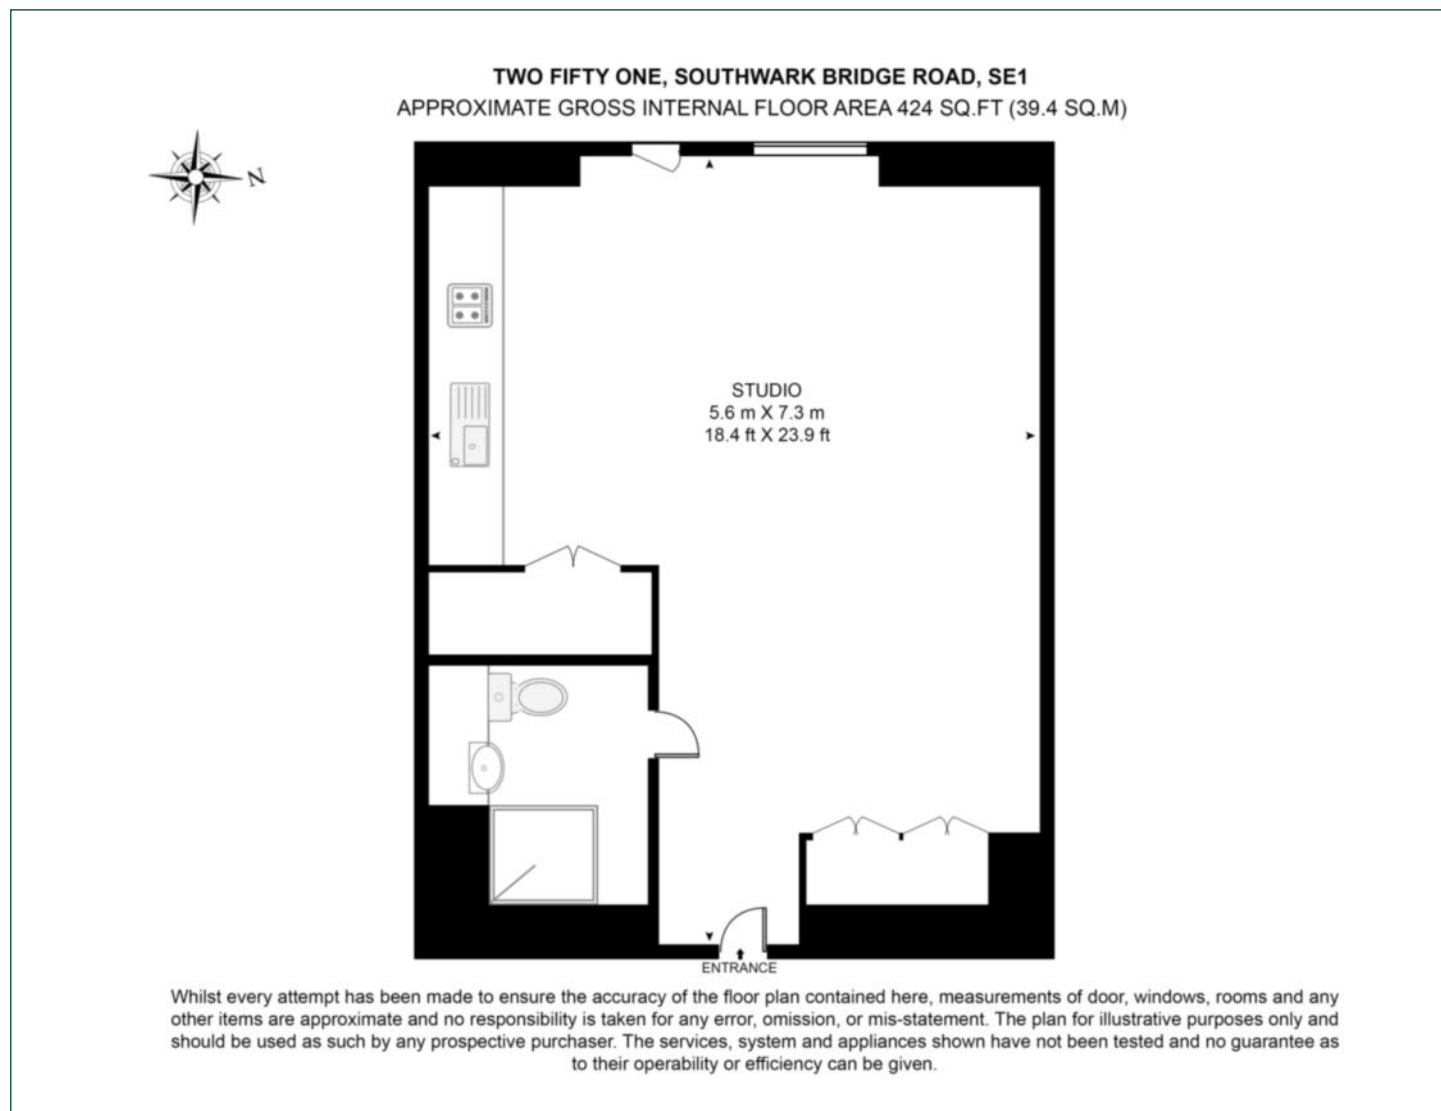 TWO FIFTY ONE, SOUTHWARK BRIDGE ROAD, SE1
APPROXIMATE GROSS INTERNAL FLOOR AREA 424 SQ.FT (39.4 SQ.M)
N
STUDIO
5.6 m X 7.3 m
18.4 ft X 23.9 ft
ENTRANCE
Whilst every attempt has been made to ensure the accuracy of the floor plan contained here, measurements of door, windows, rooms and any
other items are approximate and no responsibility is taken for any error, omission, or mis-statement. The plan for illustrative purposes only and
should be used as such by any prospective purchaser. The services, system and appliances shown have not been tested and no guarantee as
to their operability or efficiency can be given.